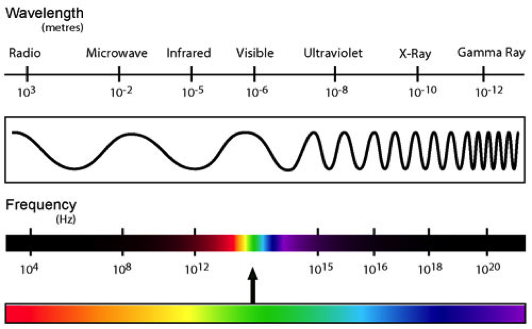 Wavelength
(metres)
Radio Microwave Infrared Visible Ultraviolet X-Ray Gamma Ray
10³ 10⁻² 10⁻⁵ 10⁻⁶ 10⁻⁸ 10⁻¹⁰ 10⁻¹²
Frequency
(Hz)
10⁴ 10⁸ 10¹² 10¹⁵ 10¹⁶ 10¹⁸ 10²⁰